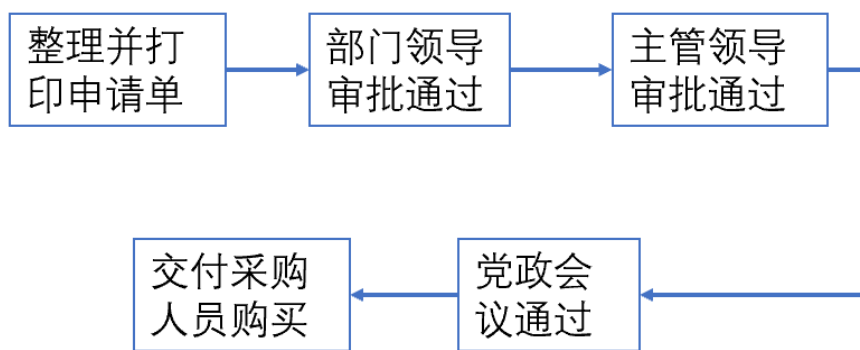 整理并打
印申请单
部门领导
审批通过
主管领导
审批通过
党政会
议通过
交付采购
人员购买